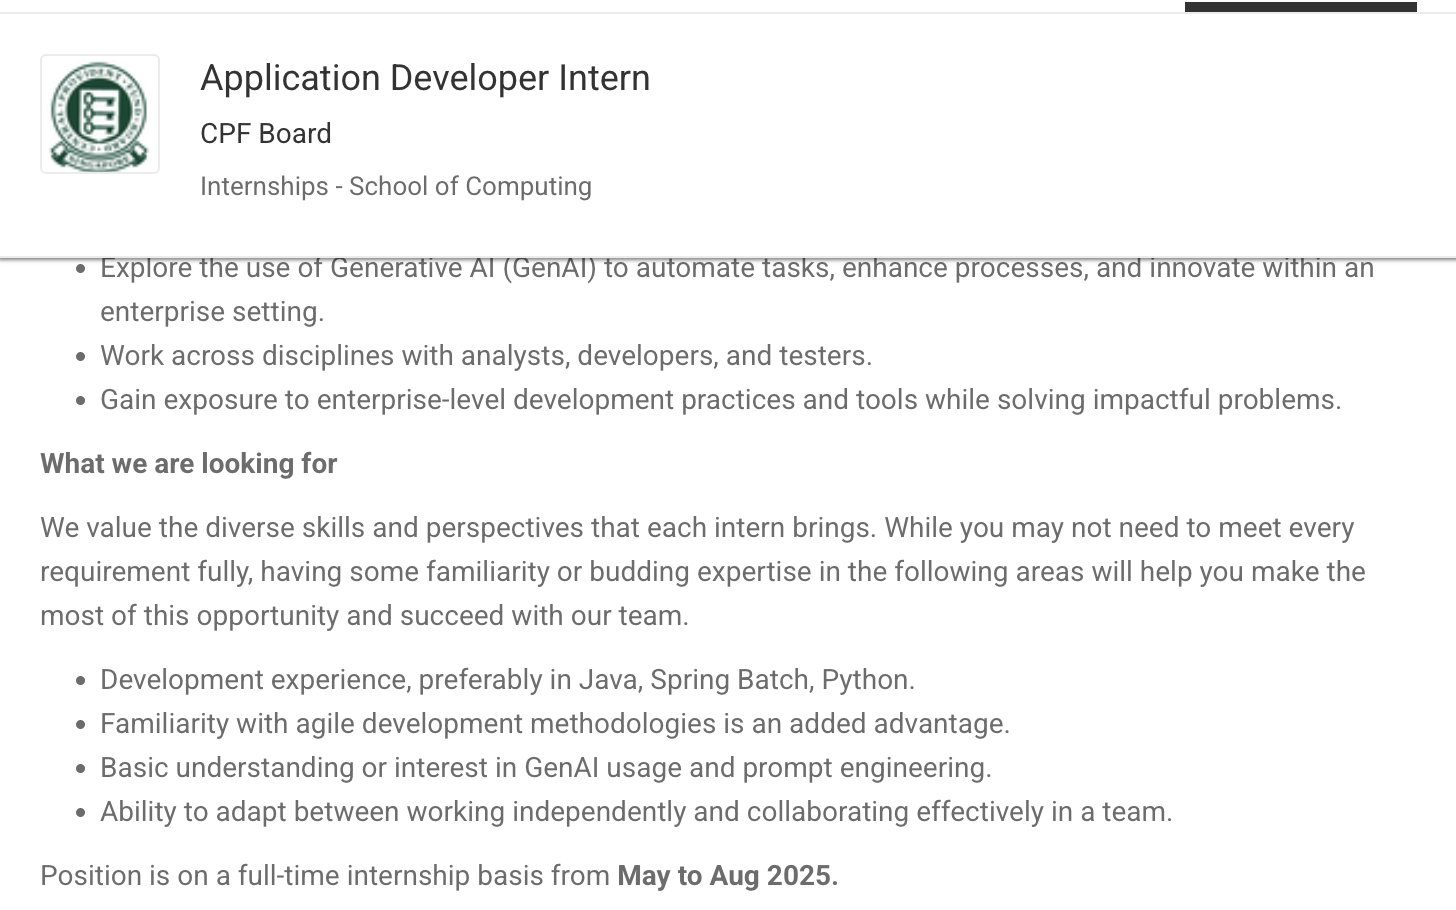 Application Developer Intern
CPF Board
Internships - School of Computing
SINGAPORE
• Explore the use of Generative AI (GenAI) to automate tasks, enhance processes, and innovate within an
enterprise setting.
• Work across disciplines with analysts, developers, and testers.
• Gain exposure to enterprise-level development practices and tools while solving impactful problems.
What we are looking for
We value the diverse skills and perspectives that each intern brings. While you may not need to meet every
requirement fully, having some familiarity or budding expertise in the following areas will help you make the
most of this opportunity and succeed with our team.
• Development experience, preferably in Java, Spring Batch, Python.
• Familiarity with agile development methodologies is an added advantage.
• Basic understanding or interest in GenAI usage and prompt engineering.
• Ability to adapt between working independently and collaborating effectively in a team.
Position is on a full-time internship basis from May to Aug 2025.